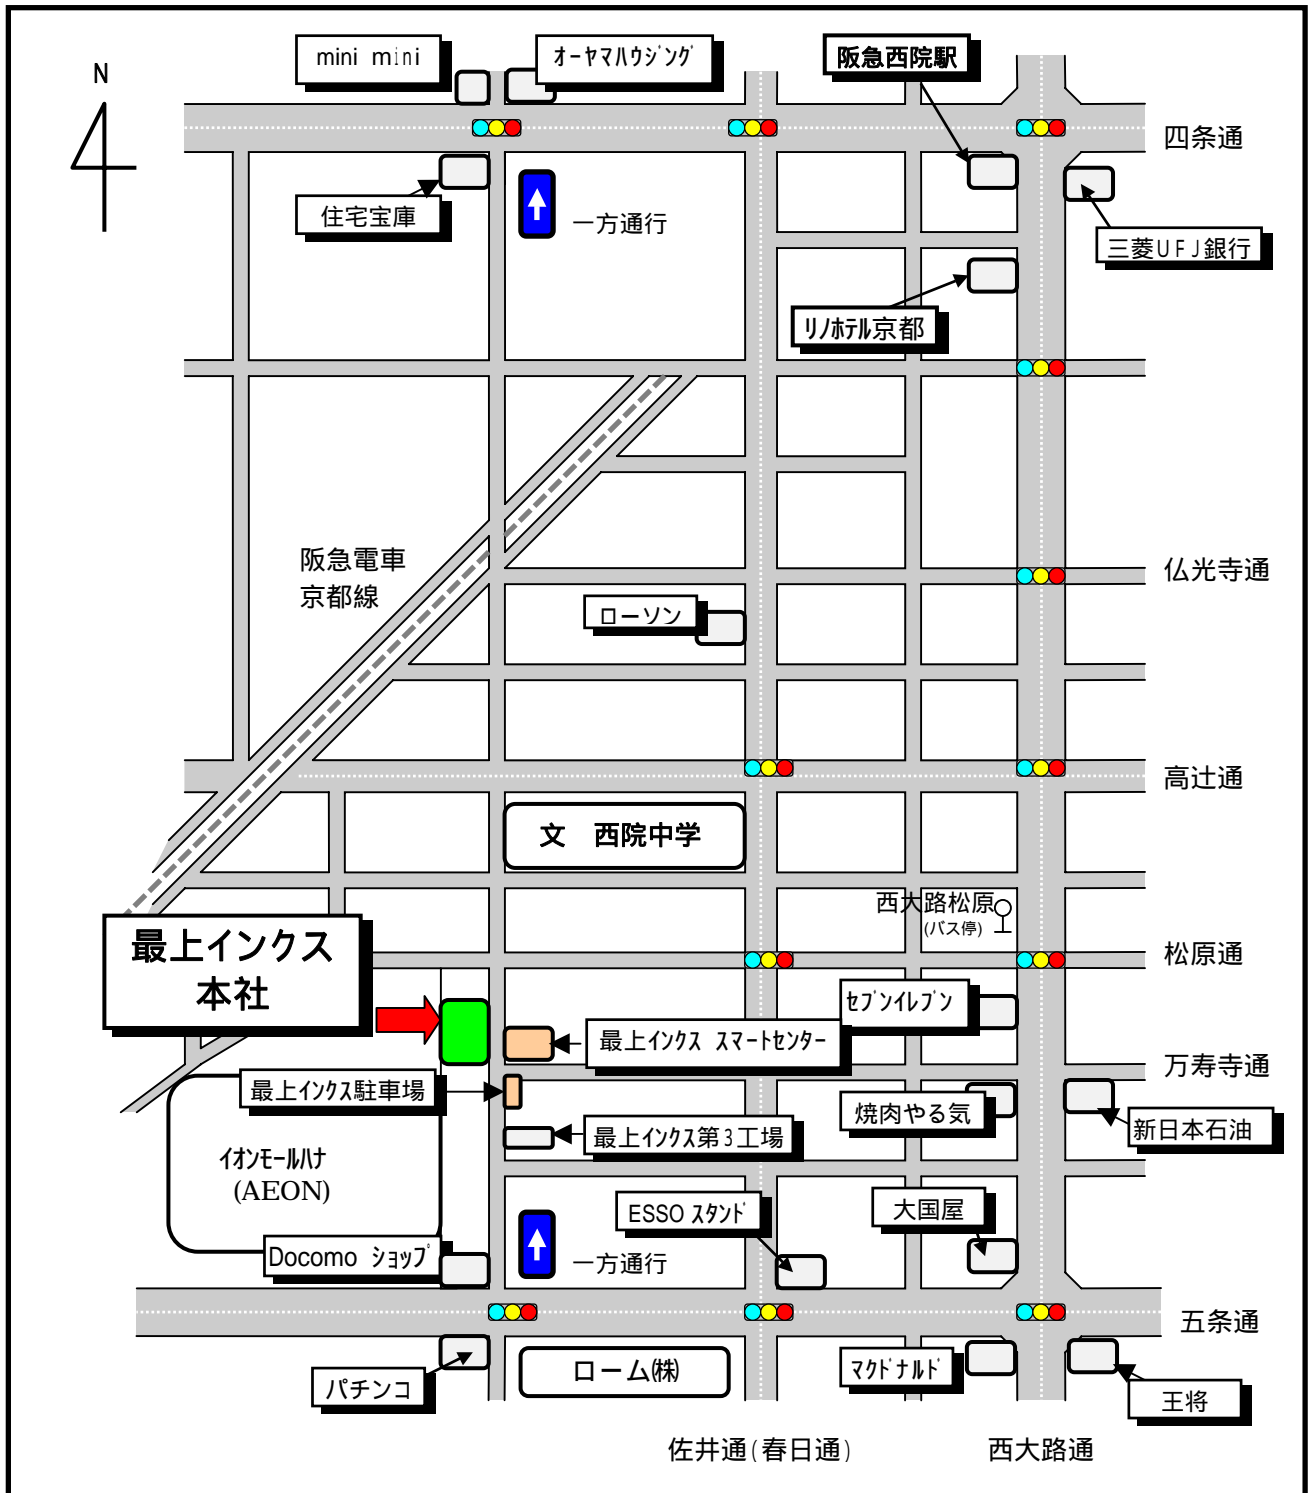 mini mini
ｵｰﾔﾏﾊｳｼﾞﾝｸﾞ
阪急西院駅
N
四条通
住宅宝庫
一方通行
三菱UFJ銀行
ﾘﾉﾎﾃﾙ京都
阪急電車
京都線
仏光寺通
ローソン
高辻通
文　西院中学
西大路松原
(バス停)
最上インクス
本社
松原通
ｾﾌﾞﾝｲﾚﾌﾞﾝ
最上ｲﾝｸｽ ｽﾏｰﾄｾﾝﾀｰ
万寿寺通
最上ｲﾝｸｽ駐車場
焼肉やる気
新日本石油
最上ｲﾝｸｽ第3工場
ｲｵﾝﾓｰﾙﾊﾅ
(AEON)
ESSO ｽﾀﾝﾄﾞ
大国屋
Docomo ｼｮｯﾌﾟ
一方通行
五条通
パチンコ
ローム㈱
ﾏｸﾄﾞﾅﾙﾄﾞ
王将
佐井通(春日通)
西大路通